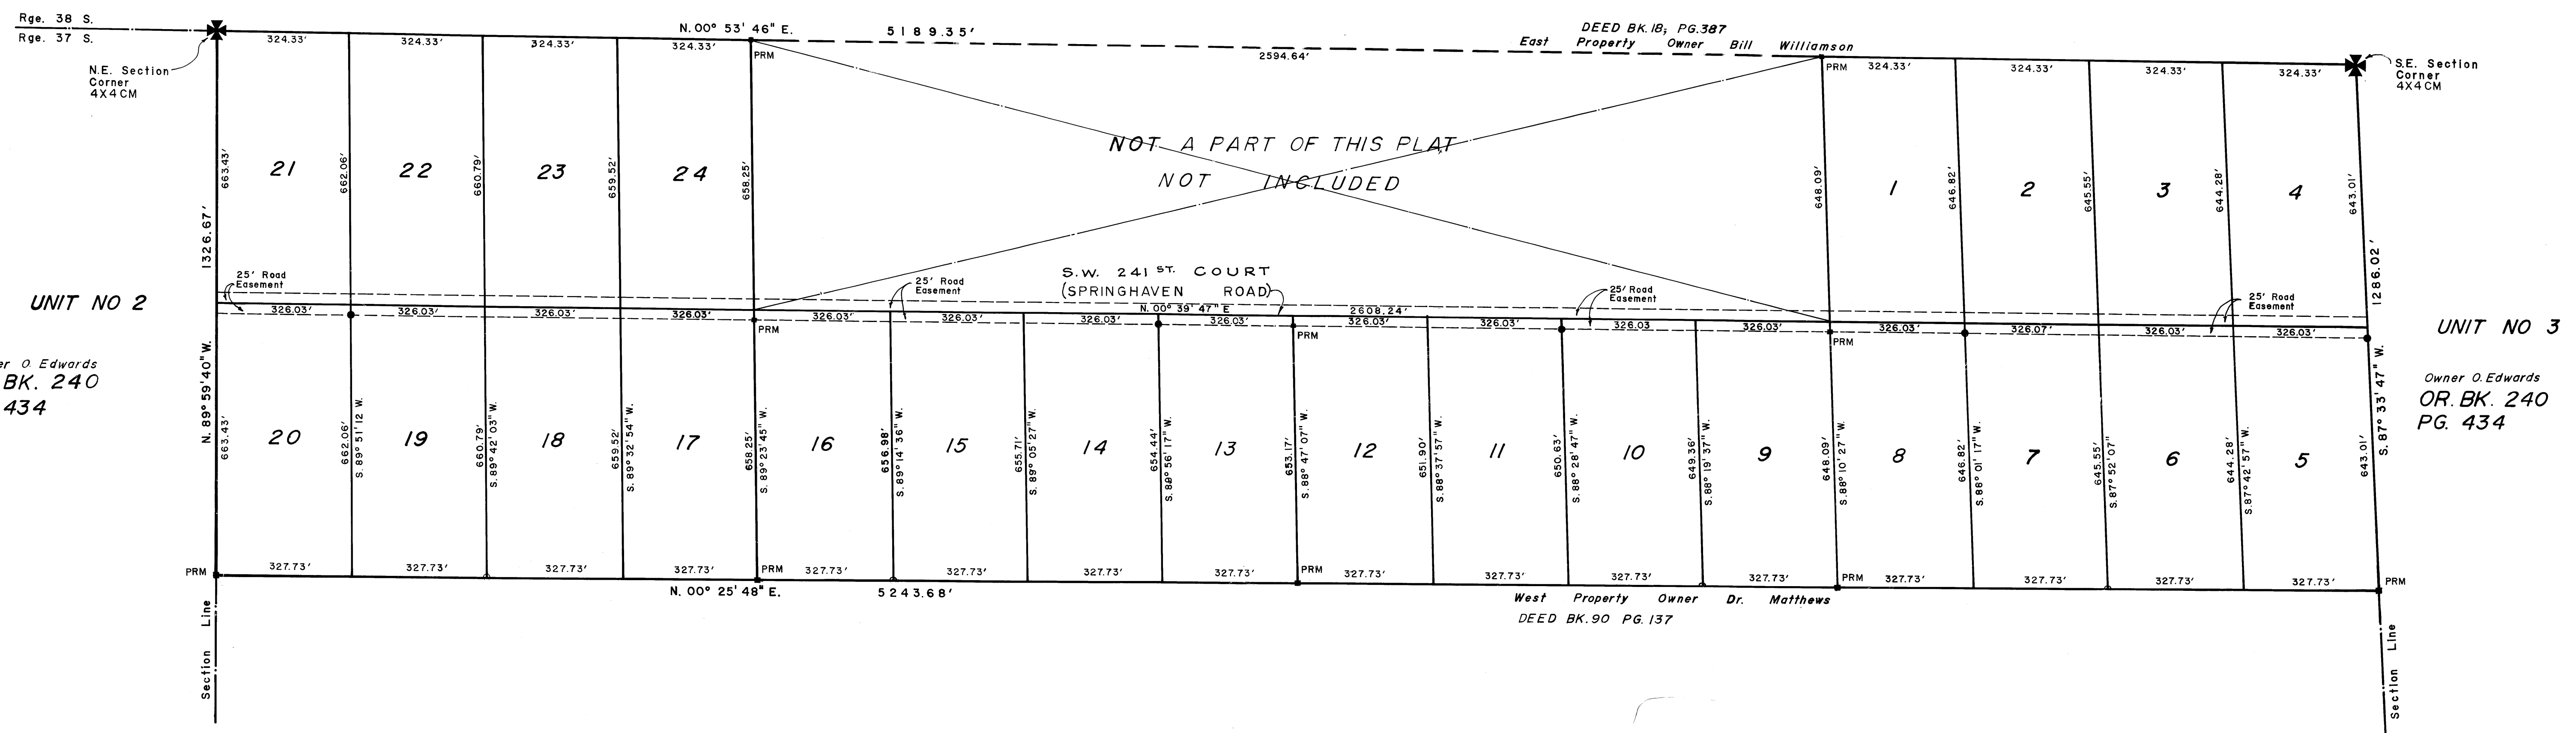 Rge. 38 S.
Rge. 37 S.
N.E. Section
Corner
4X4CM
N. 00° 53' 46" E.
5189.35'
DEED BK.18, PG.387
East Property Owner Bill Williamson
S.E. Section
Corner
4X4CM
324.33'
324.33'
324.33'
324.33'
PRM
2594.64'
PRM
324.33'
324.33'
324.33'
324.33'
NOT A PART OF THIS PLAT
NOT INCLUDED
1326.67'
663.43'
21
662.06'
22
660.79'
23
659.52'
24
658.25'
648.09'
1
646.82'
2
645.55'
3
644.28'
4
643.01'
1286.02'
UNIT NO 2
25' Road
Easement
25' Road
Easement
S.W. 241 ST. COURT
(SPRINGHAVEN ROAD)
N. 00° 39' 47" E
2608.24'
25' Road
Easement
25' Road
Easement
UNIT NO 3
326.03'
326.03'
326.03'
326.03'
326.03'
326.03'
326.03'
326.03'
326.03'
326.03'
326.03
326.03'
326.03'
326.07'
326.03'
326.03'
PRM
PRM
PRM
er O. Edwards
BK. 240
434
Owner O. Edwards
OR. BK. 240
PG. 434
N. 89° 59' 40" W.
663.43'
20
662.06'
S. 89° 51' 12 W.
19
660.79'
S. 89° 42' 03" W.
18
659.52'
S. 89° 32' 54" W.
17
658.25'
S. 89° 23' 45" W.
16
656.98'
S. 89° 14' 36" W.
15
655.71'
S. 89° 05' 27" W.
14
654.44'
S. 89° 56' 17" W.
13
653.17'
S. 88° 47' 07" W.
12
651.90'
S. 88° 37' 57" W.
11
650.63'
S. 88° 28' 47" W.
10
649.36'
S. 88° 19' 37" W.
9
648.09'
S. 88° 10' 27" W.
8
646.82'
S. 88° 01' 17" W.
7
645.55'
S. 87° 52' 07"
6
644.28'
S. 87° 42' 57" W.
5
643.01'
S. 87° 33' 47" W.
PRM
327.73'
327.73'
327.73'
327.73'
PRM
327.73'
327.73'
327.73'
327.73'
PRM
327.73'
327.73'
327.73'
327.73'
PRM
327.73'
327.73'
327.73'
327.73'
PRM
N. 00° 25' 48" E.
5243.68'
West Property Owner Dr. Matthews
DEED BK.90 PG. 137
Section Line
Section Line